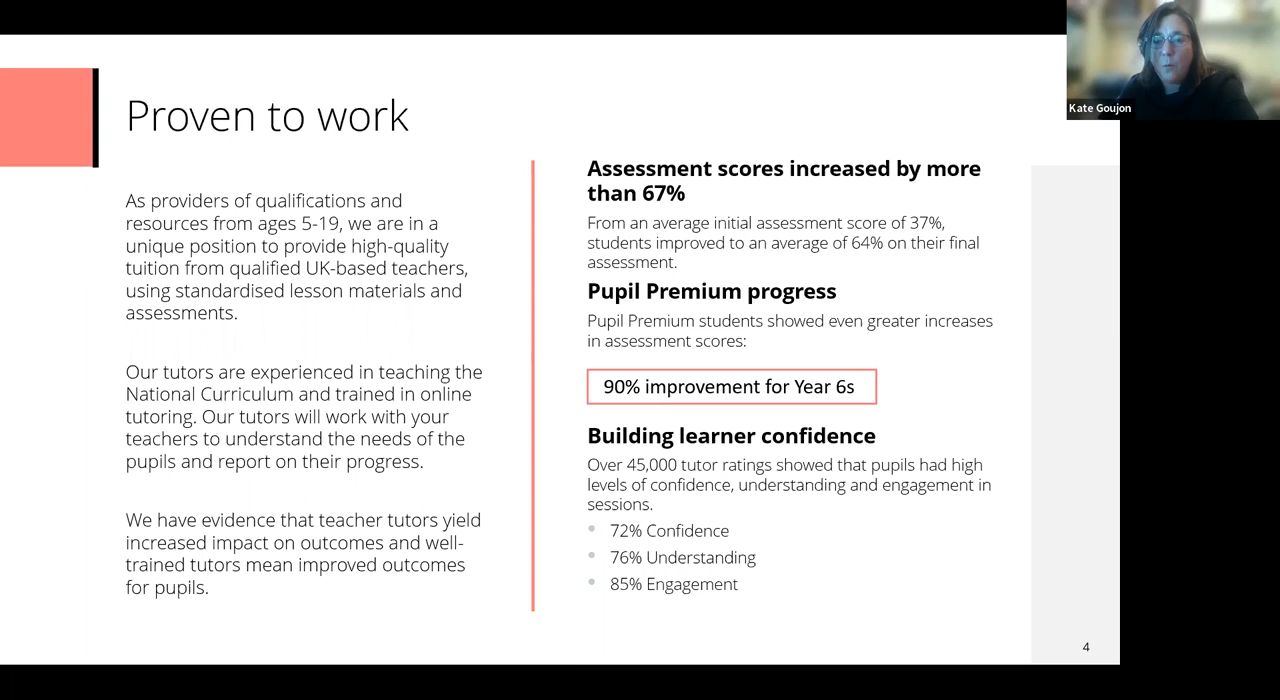 Kate Goujon
Proven to work
As providers of qualifications and
resources from ages 5-19, we are in a
unique position to provide high-quality
tuition from qualified UK-based teachers,
using standardised lesson materials and
assessments.
Our tutors are experienced in teaching the
National Curriculum and trained in online
tutoring. Our tutors will work with your
teachers to understand the needs of the
pupils and report on their progress.
We have evidence that teacher tutors yield
increased impact on outcomes and well-
trained tutors mean improved outcomes
for pupils.
Assessment scores increased by more
than 67%
From an average initial assessment score of 37%,
students improved to an average of 64% on their final
assessment.
Pupil Premium progress
Pupil Premium students showed even greater increases
in assessment scores:
90% improvement for Year 6s
Building learner confidence
Over 45,000 tutor ratings showed that pupils had high
levels of confidence, understanding and engagement in
sessions.
• 72% Confidence
• 76% Understanding
• 85% Engagement
4